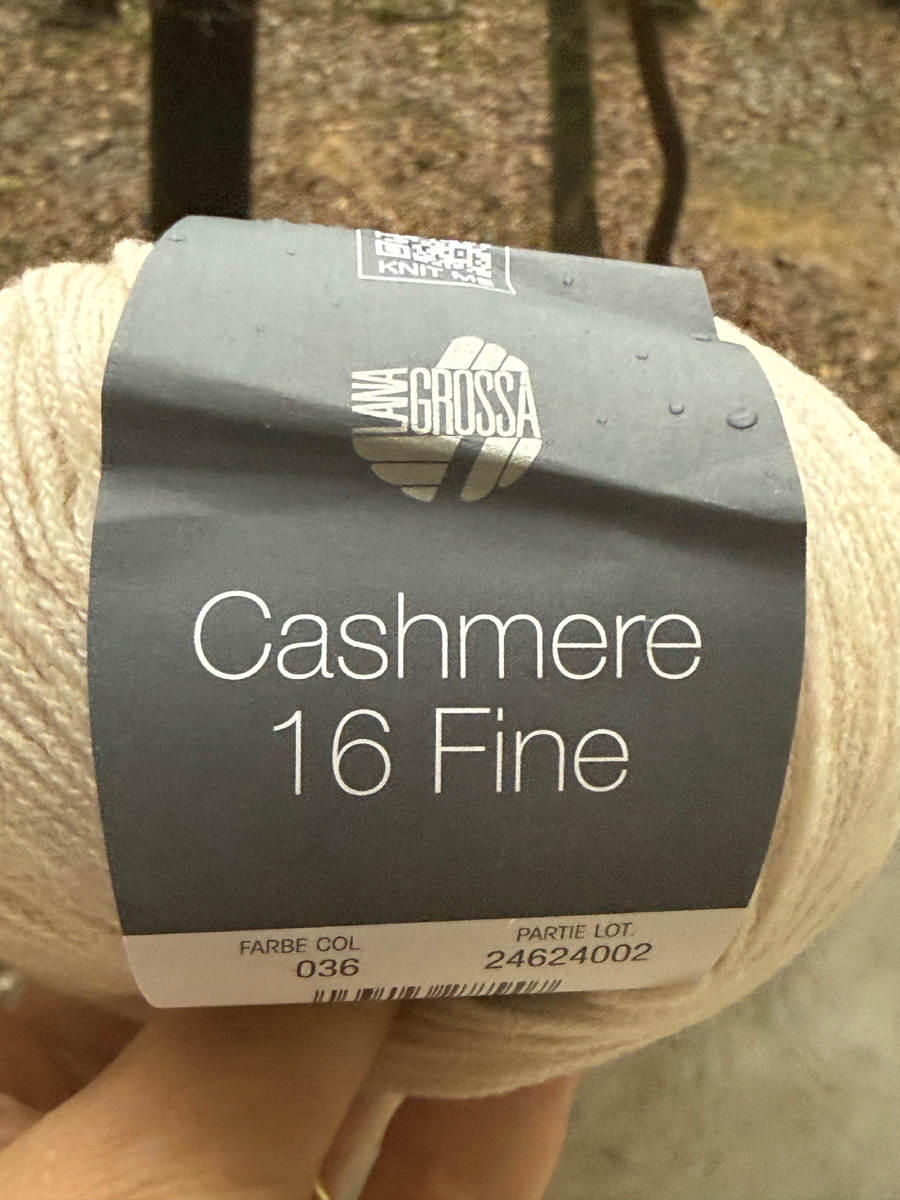 KNIT ME
LANA GROSSA
Cashmere
16 Fine
FARBE COL
036
PARTIE LOT.
24624002